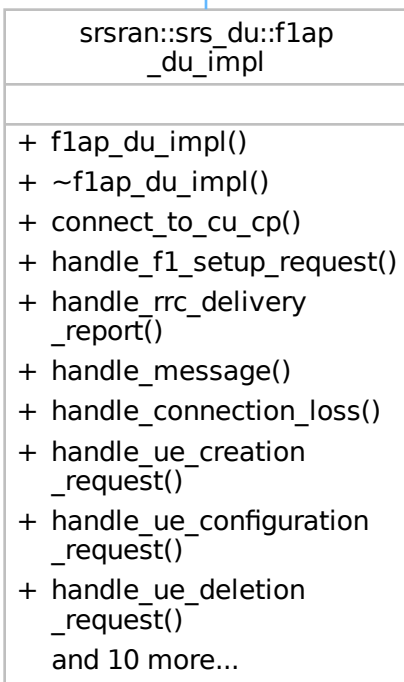 srsran::srs_du::f1ap
_du_impl
+ f1ap_du_impl()
+ ~f1ap_du_impl()
+ connect_to_cu_cp()
+ handle_f1_setup_request()
+ handle_rrc_delivery
_report()
+ handle_message()
+ handle_connection_loss()
+ handle_ue_creation
_request()
+ handle_ue_configuration
_request()
+ handle_ue_deletion
_request()
and 10 more...